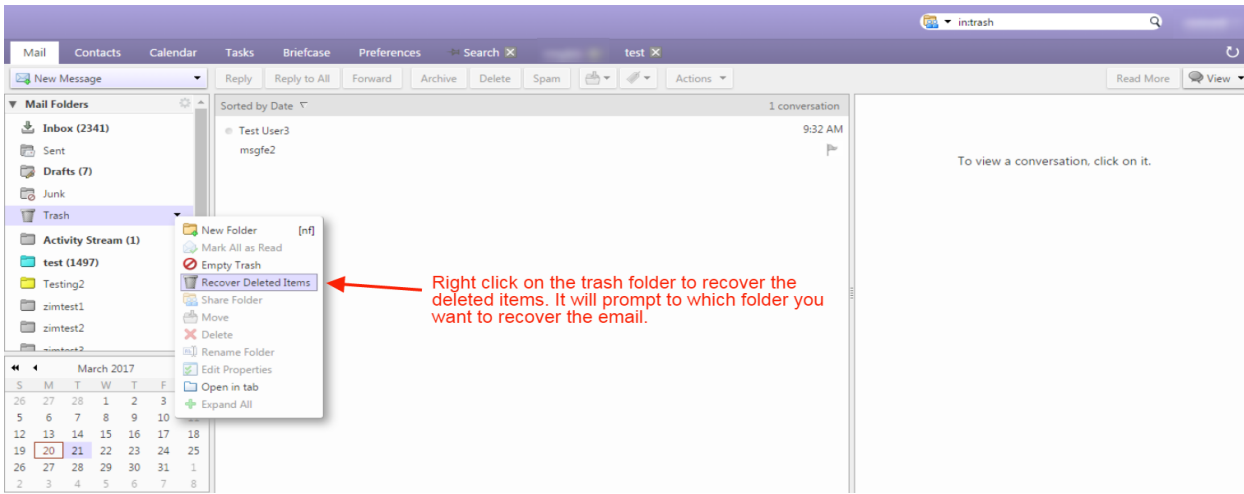 in:trash
Mail Contacts Calendar Tasks Briefcase Preferences Search test
New Message Reply Reply to All Forward Archive Delete Spam Actions Read More View
Mail Folders
Sorted by Date 1 conversation
Inbox (2341)
Test User3 9:32 AM
Sent
msgfe2
Drafts (7)
To view a conversation, click on it.
Junk
Trash
New Folder [nf]
Activity Stream (1)
Mark All as Read
test (1497)
Empty Trash
Testing2
Recover Deleted Items
Right click on the trash folder to recover the
deleted items. It will prompt to which folder you
want to recover the email.
zimtest1
Share Folder
Move
zimtest2
Delete
Rename Folder
March 2017
Edit Properties
S M T W T F
Open in tab
26 27 28 1 2 3
Expand All
5 6 7 8 9 10
12 13 14 15 16 17 18
19 20 21 22 23 24 25
26 27 28 29 30 31 1
2 3 4 5 6 7 8